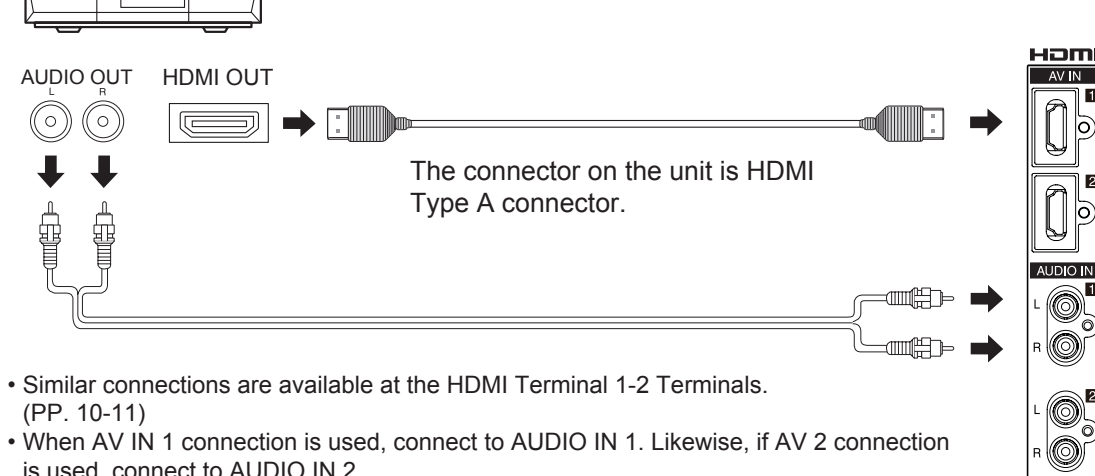 AUDIO OUT
L R
HDMI OUT
The connector on the unit is HDMI
Type A connector.
HDMI
AV IN
1
2
AUDIO IN
1
L
R
2
L
R
• Similar connections are available at the HDMI Terminal 1-2 Terminals.
(PP. 10-11)
• When AV IN 1 connection is used, connect to AUDIO IN 1. Likewise, if AV 2 connection
is used, connect to AUDIO IN 2.